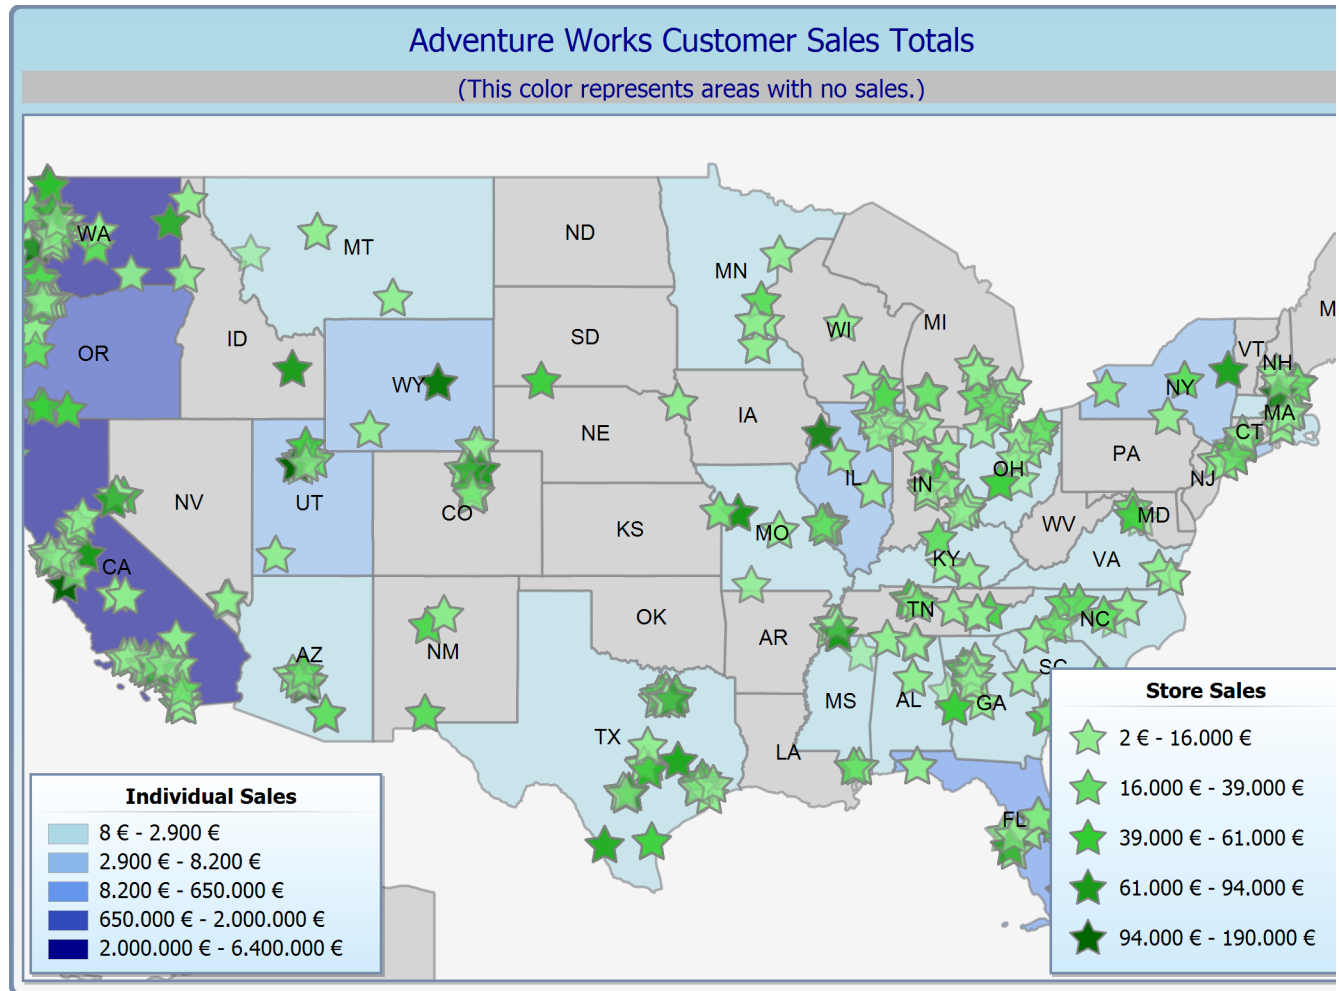 Adventure Works Customer Sales Totals
(This color represents areas with no sales.)
WA
MT
ND
MN
OR
ID
WY
SD
WI
MI
VT
NH
M
NY
MA
CT
NV
UT
CO
NE
IA
IL
IN
OH
PA
NJ
CA
KS
MO
KY
WV
MD
VA
AZ
NM
OK
AR
TN
NC
SC
TX
LA
MS
AL
GA
FL
Individual Sales
8 € - 2.900 €
2.900 € - 8.200 €
8.200 € - 650.000 €
650.000 € - 2.000.000 €
2.000.000 € - 6.400.000 €
Store Sales
2 € - 16.000 €
16.000 € - 39.000 €
39.000 € - 61.000 €
61.000 € - 94.000 €
94.000 € - 190.000 €